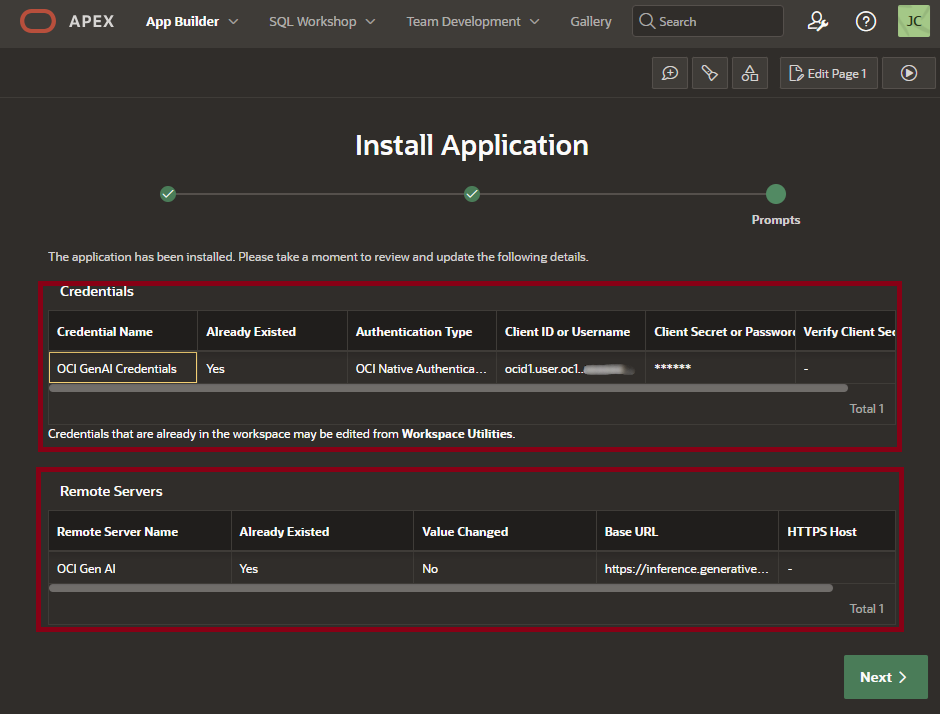 APEX App Builder SQL Workshop Team Development Gallery Search JC
Edit Page 1
Install Application
Prompts
The application has been installed. Please take a moment to review and update the following details.
Credentials
Credential Name Already Existed Authentication Type Client ID or Username Client Secret or Password Verify Client Sec
OCI GenAI Credentials Yes OCI Native Authentica... ocid1.user.oc1.. ****** -
Total 1
Credentials that are already in the workspace may be edited from Workspace Utilities.
Remote Servers
Remote Server Name Already Existed Value Changed Base URL HTTPS Host
OCI Gen AI Yes No https://inference.generative... -
Total 1
Next